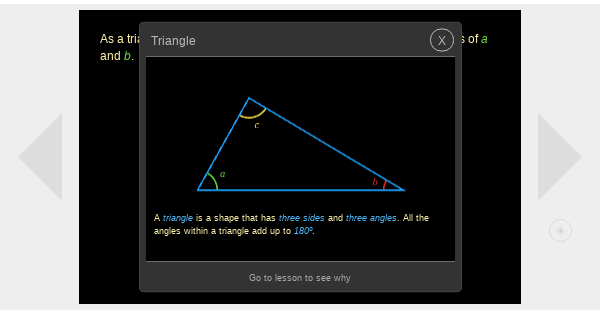 As a tri
s of a
and b.
Triangle
X
c
a
b
A triangle is a shape that has three sides and three angles. All the
angles within a triangle add up to 180º.
Go to lesson to see why